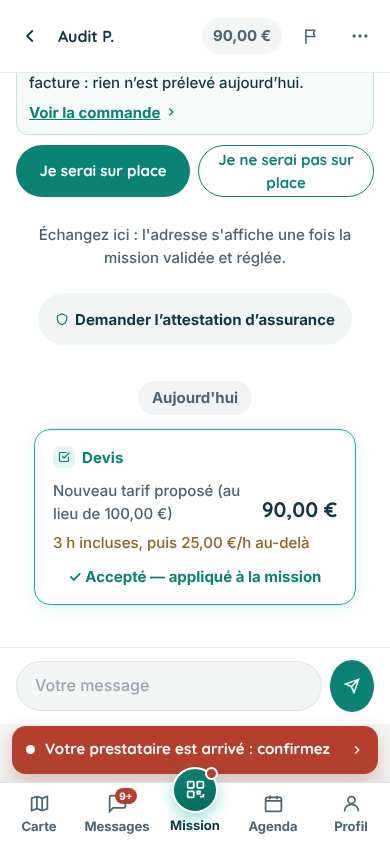 Audit P.
90,00 €
facture : rien n’est prélevé aujourd’hui.
Voir la commande
Je serai sur place
Je ne serai pas sur
place
Échangez ici : l'adresse s'affiche une fois la
mission validée et réglée.
Demander l’attestation d’assurance
Aujourd'hui
Devis
Nouveau tarif proposé (au
lieu de 100,00 €)
90,00 €
3 h incluses, puis 25,00 €/h au-delà
Accepté — appliqué à la mission
Votre message
Votre prestataire est arrivé : confirmez
9+
Carte
Messages
Mission
Agenda
Profil